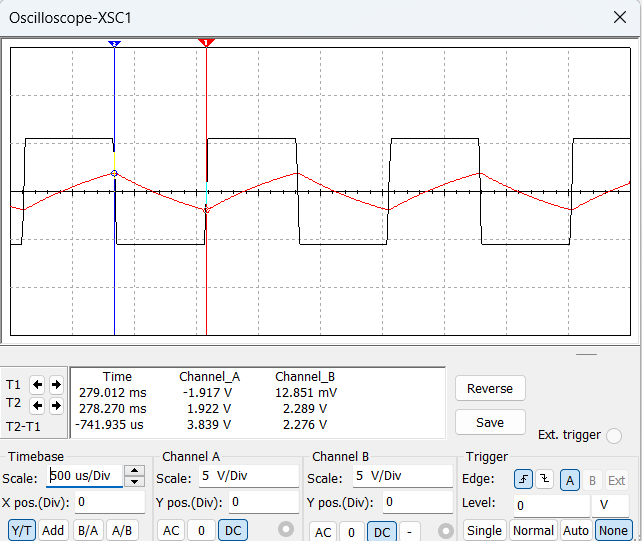 Oscilloscope-XSC1
2 1
Time Channel_A Channel_B
T1 279.012 ms -1.917 V 12.851 mV
T2 278.270 ms 1.922 V 2.289 V
T2-T1 -741.935 us 3.839 V 2.276 V
Reverse
Save
Ext. trigger
Timebase Channel A Channel B Trigger
Scale: 500 us/Div Scale: 5 V/Div Scale: 5 V/Div Edge: A B Ext
X pos.(Div): 0 Y pos.(Div): 0 Y pos.(Div): 0 Level: 0 V
Y/T Add B/A A/B AC 0 DC AC 0 DC - Single Normal Auto None